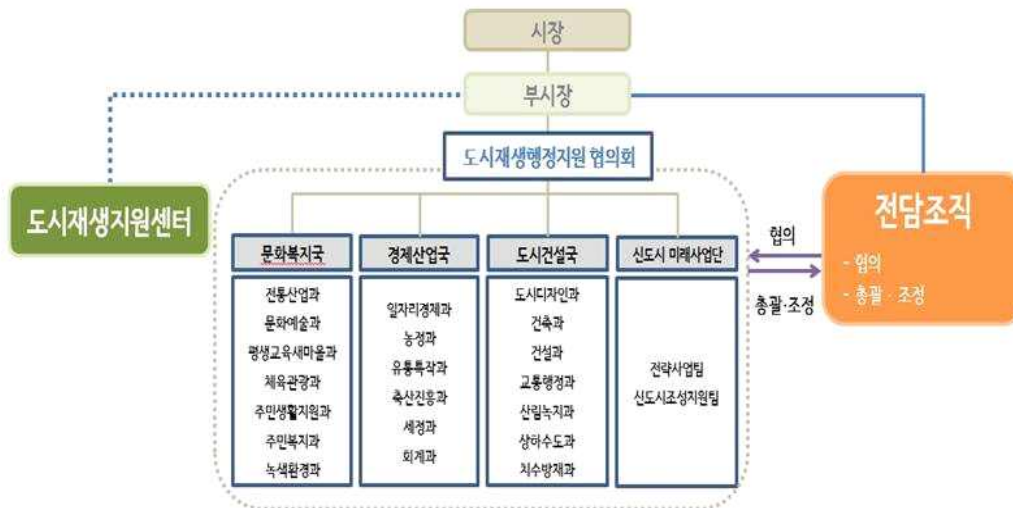 시장
부시장
도시재생행정지원 협의회
도시재생지원센터
전담조직
- 협의
- 총괄 · 조정
협의
총괄·조정
문화복지국
전통산업과
문화예술과
평생교육새마을과
체육관광과
주민생활지원과
주민복지과
녹색환경과
경제산업국
일자리경제과
농정과
유통특작과
축산진흥과
세정과
회계과
도시건설국
도시디자인과
건축과
건설과
교통행정과
산림녹지과
상하수도과
치수방재과
신도시 미래사업단
전략사업팀
신도시조성지원팀